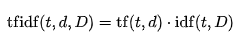 tfidf(t, d, D) = tf(t, d) · idf(t, D)